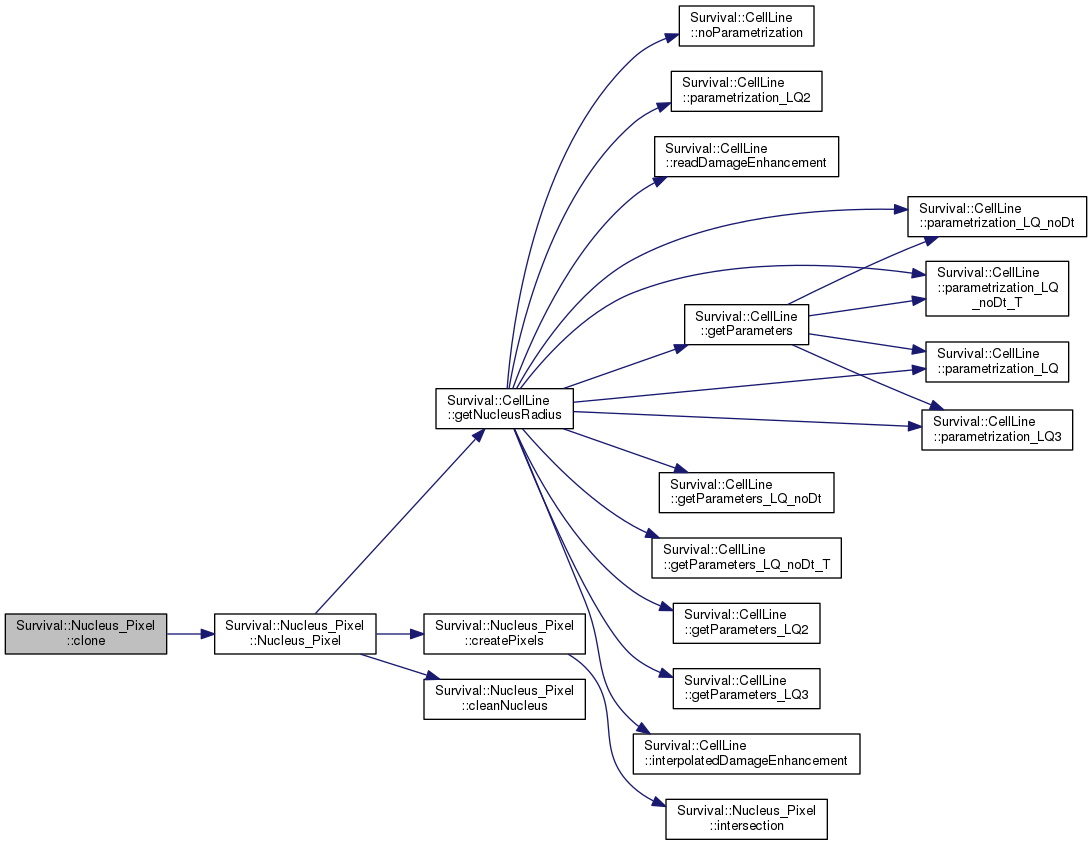 Survival::CellLine
::noParametrization
Survival::CellLine
::parametrization_LQ2
Survival::CellLine
::readDamageEnhancement
Survival::CellLine
::parametrization_LQ_noDt
Survival::CellLine
::parametrization_LQ
_noDt_T
Survival::CellLine
::getParameters
Survival::CellLine
::parametrization_LQ
Survival::CellLine
::getNucleusRadius
Survival::CellLine
::parametrization_LQ3
Survival::CellLine
::getParameters_LQ_noDt
Survival::CellLine
::getParameters_LQ_noDt_T
Survival::Nucleus_Pixel
::clone
Survival::Nucleus_Pixel
::Nucleus_Pixel
Survival::Nucleus_Pixel
::createPixels
Survival::CellLine
::getParameters_LQ2
Survival::Nucleus_Pixel
::cleanNucleus
Survival::CellLine
::getParameters_LQ3
Survival::CellLine
::interpolatedDamageEnhancement
Survival::Nucleus_Pixel
::intersection